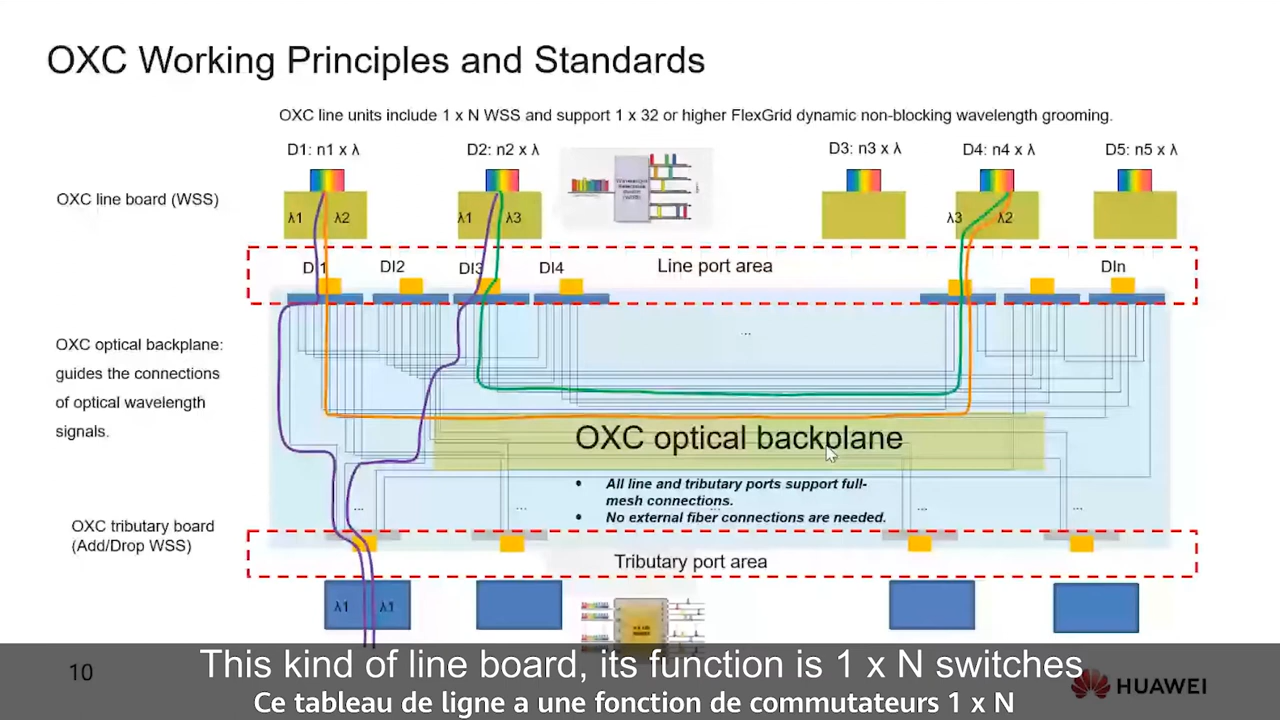 OXC Working Principles and Standards
OXC line units include 1 x N WSS and support 1 x 32 or higher FlexGrid dynamic non-blocking wavelength grooming.
D1: n1 x λ
D2: n2 x λ
D3: n3 x λ
D4: n4 x λ
D5: n5 x λ
OXC line board (WSS)
λ1
λ2
λ1
λ3
λ3
λ2
DI1
DI2
DI3
DI4
Line port area
DIn
...
OXC optical backplane:
guides the connections
of optical wavelength
signals.
OXC optical backplane
• All line and tributary ports support full-
mesh connections.
• No external fiber connections are needed.
...
...
...
...
OXC tributary board
(Add/Drop WSS)
Tributary port area
λ1
λ1
10
This kind of line board, its function is 1 x N switches
Ce tableau de ligne a une fonction de commutateurs 1 x N
HUAWEI